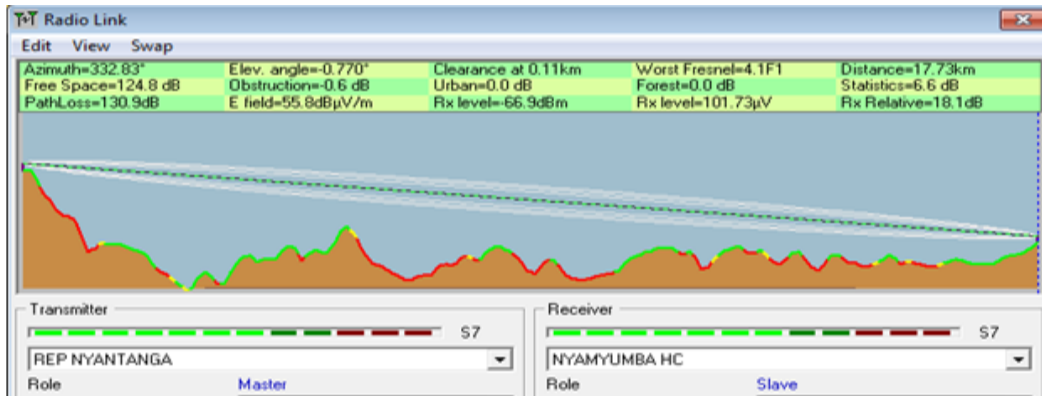 Radio Link
Edit View Swap
Azimuth=332.83° Elev. angle=-0.770° Clearance at 0.11km Worst Fresnel=4.1F1 Distance=17.73km
Free Space=124.8 dB Obstruction=-0.6 dB Urban=0.0 dB Forest=0.0 dB Statistics=6.6 dB
PathLoss=130.9dB E field=55.8dBµV/m Rx level=-66.9dBm Rx level=101.73µV Rx Relative=18.1dB
Transmitter Receiver
S7 S7
REP NYANTANGA NYAMYUMBA HC
Role Master Role Slave